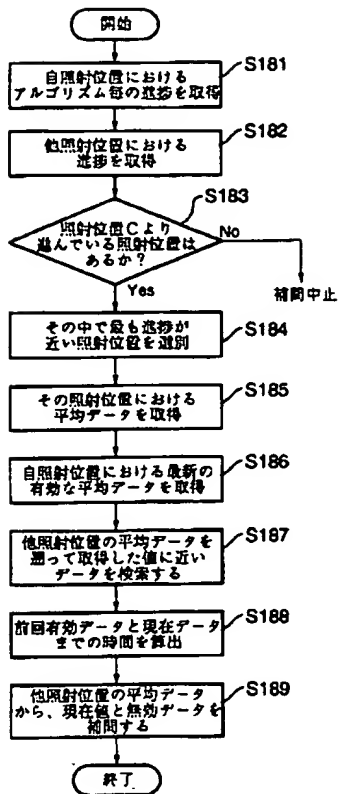 開始
自照射位置における
アルゴリズム毎の進捗を取得
S181
他照射位置における
進捗を取得
S182
照射位置Cより
進んでいる照射位置は
あるか?
S183
No
補間中止
Yes
その中で最も進捗が
近い照射位置を選別
S184
その照射位置における
平均データを取得
S185
自照射位置における最新の
有効な平均データを取得
S186
他照射位置の平均データを
遡って取得した値に近い
データを検索する
S187
前回有効データと現在データ
までの時間を算出
S188
他照射位置の平均データ
から、現在値と無効データを
補間する
S189
終了